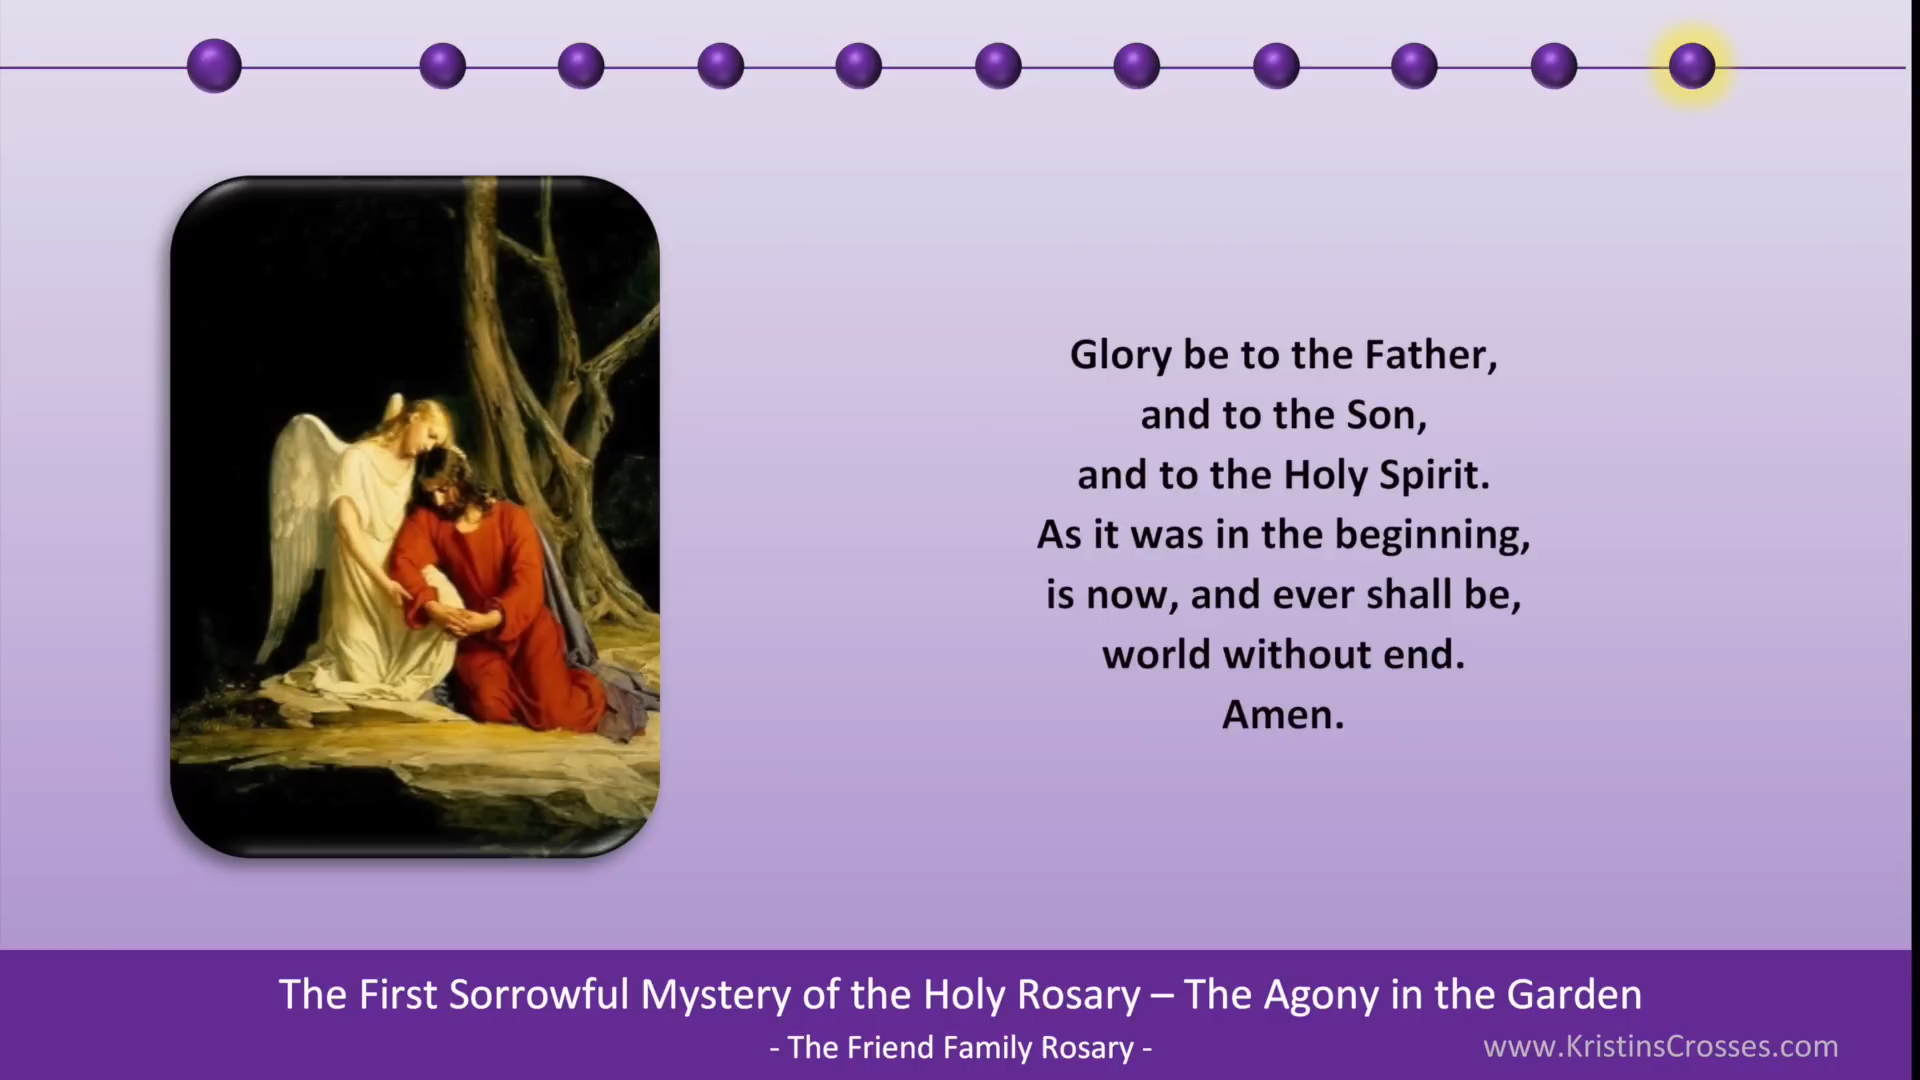 Glory be to the Father,
and to the Son,
and to the Holy Spirit.
As it was in the beginning,
is now, and ever shall be,
world without end.
Amen.
The First Sorrowful Mystery of the Holy Rosary – The Agony in the Garden
- The Friend Family Rosary -
www.KristinsCrosses.com